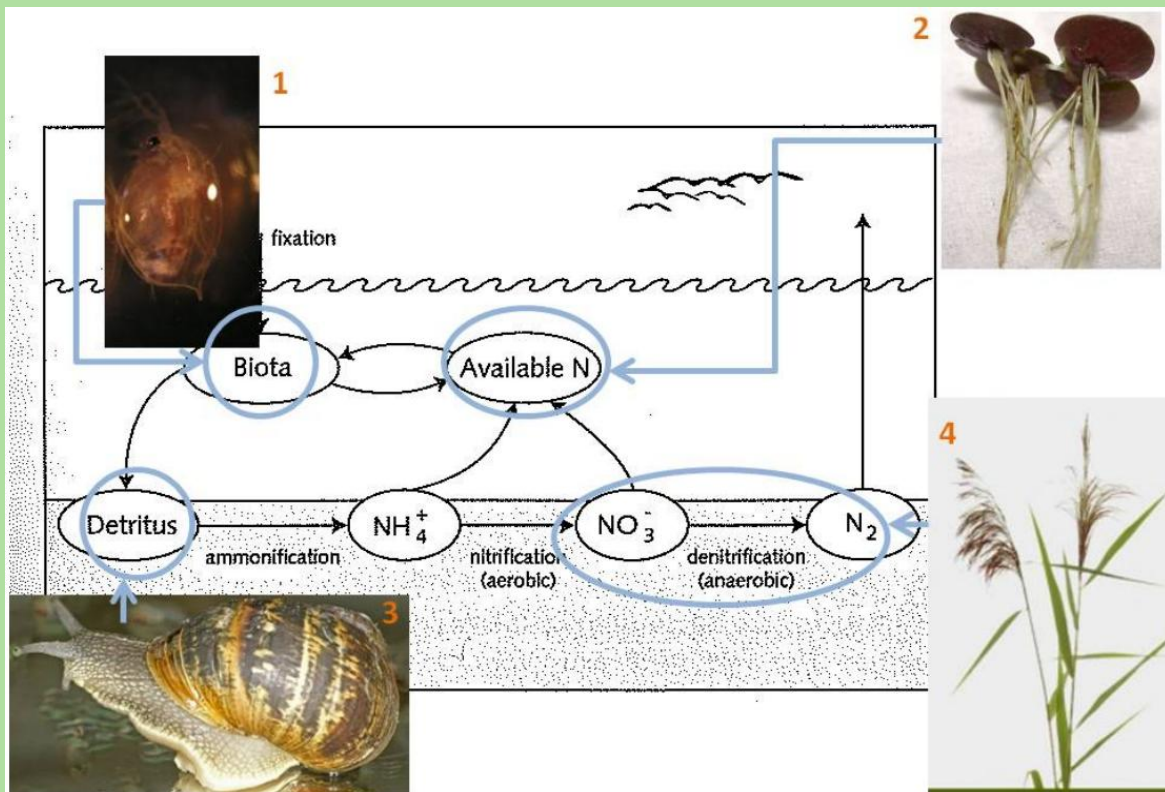 1
2
fixation
Biota
Available N
4
Detritus
NH₄⁺
NO₃⁻
N₂
ammonification
nitrification
(aerobic)
denitrification
(anaerobic)
3